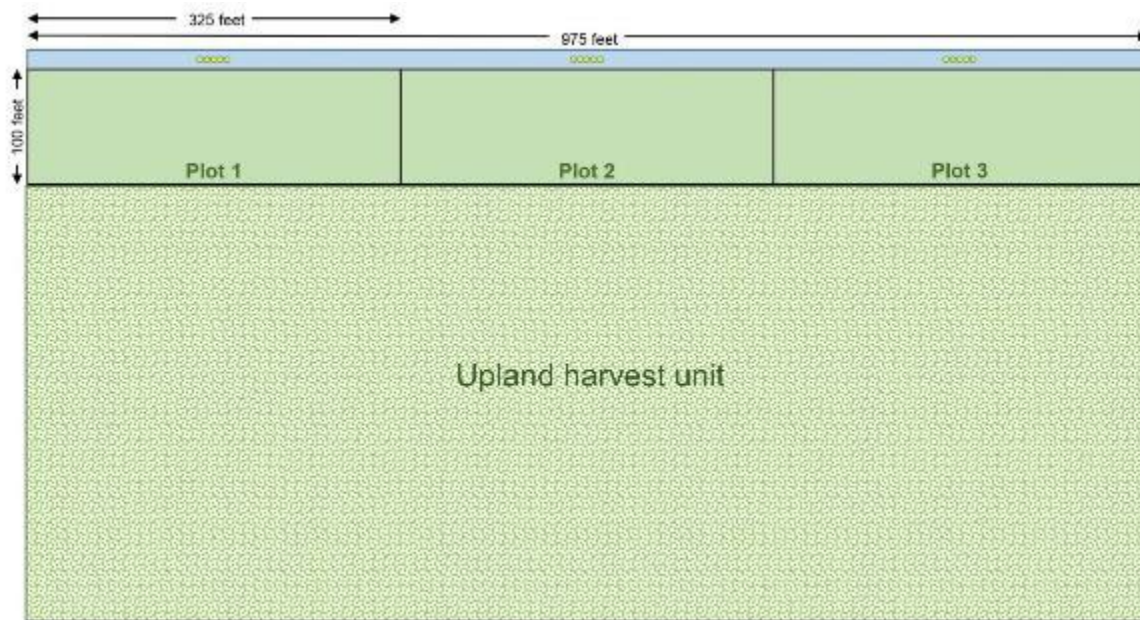 325 feet
975 feet
100 feet
Plot 1
Plot 2
Plot 3
Upland harvest unit